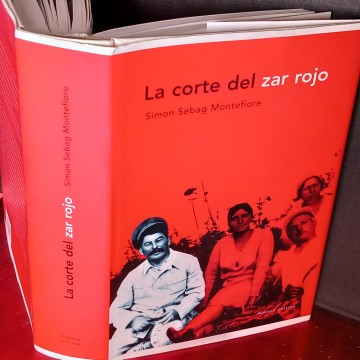 La corte del zar rojo
Simon Sebag Montefiore
La corte del zar rojo
Simon Sebag Montefiore